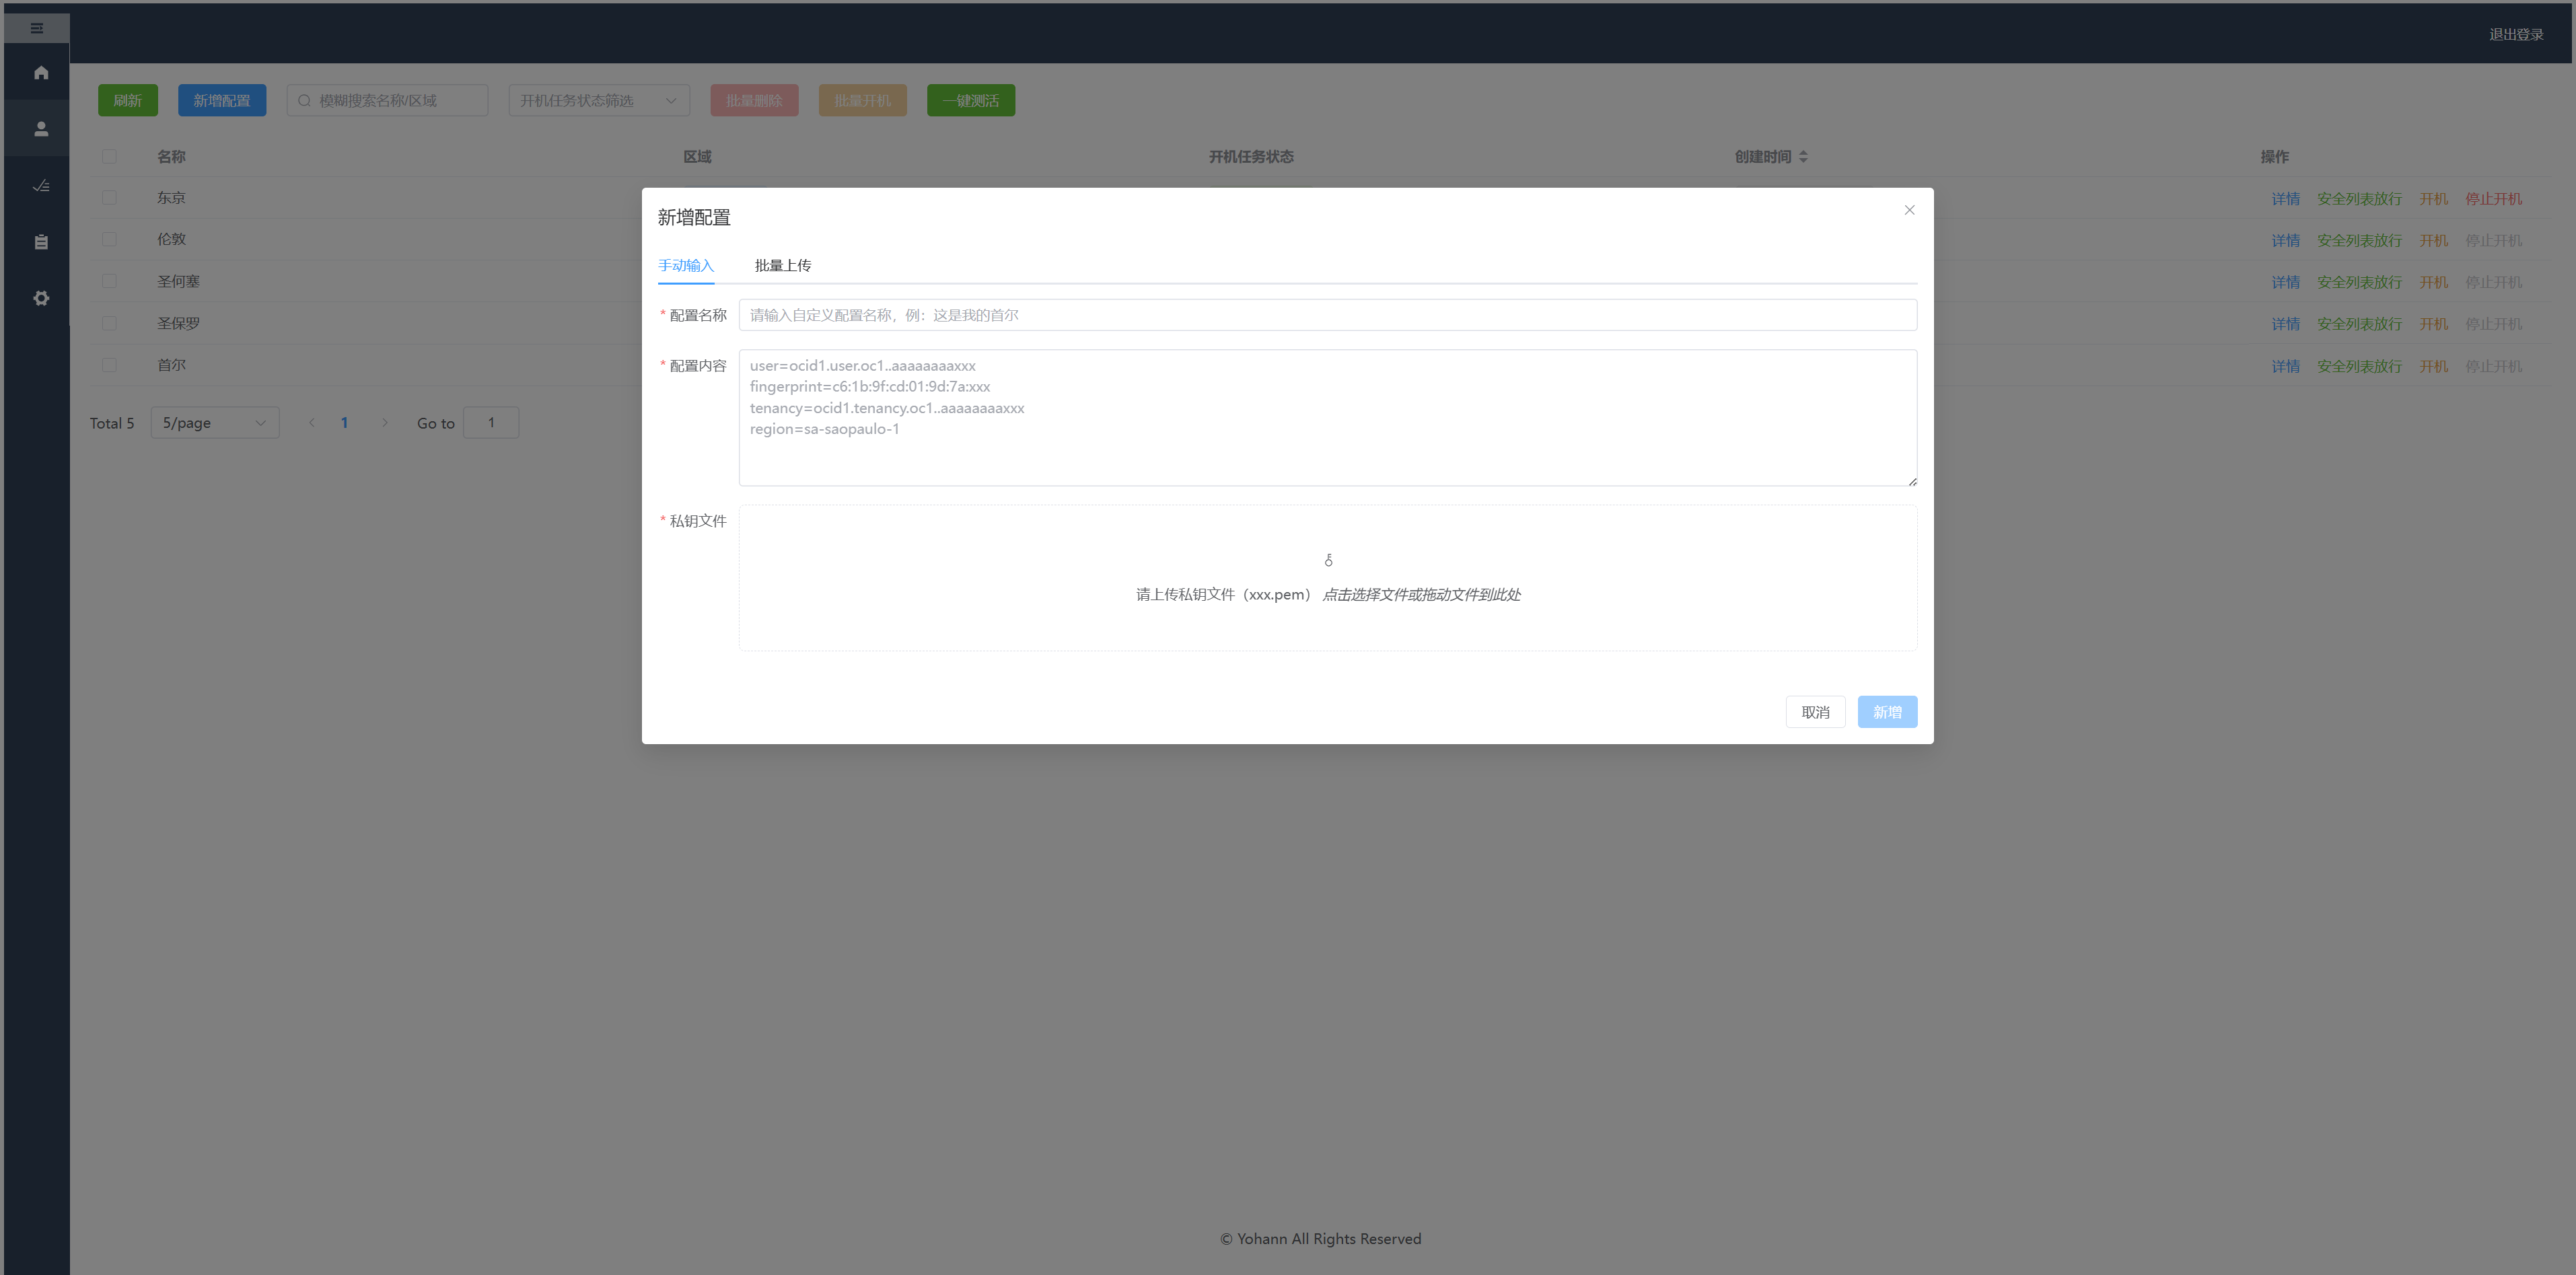 退出登录
刷新 新增配置 模糊搜索名称/区域 开机任务状态筛选 批量删除 批量开机 一键测活
名称 区域 开机任务状态 创建时间 操作
东京 详情 安全列表放行 开机 停止开机
伦敦 详情 安全列表放行 开机 停止开机
圣何塞 详情 安全列表放行 开机 停止开机
圣保罗 详情 安全列表放行 开机 停止开机
首尔 详情 安全列表放行 开机 停止开机
Total 5 5/page 1 Go to 1
新增配置
手动输入 批量上传
* 配置名称 请输入自定义配置名称，例：这是我的首尔
* 配置内容 user=ocid1.user.oc1..aaaaaaaaxxx
fingerprint=c6:1b:9f:cd:01:9d:7a:xxx
tenancy=ocid1.tenancy.oc1..aaaaaaaaxxx
region=sa-saopaulo-1
* 私钥文件
请上传私钥文件（xxx.pem） 点击选择文件或拖动文件到此处
取消 新增
© Yohann All Rights Reserved